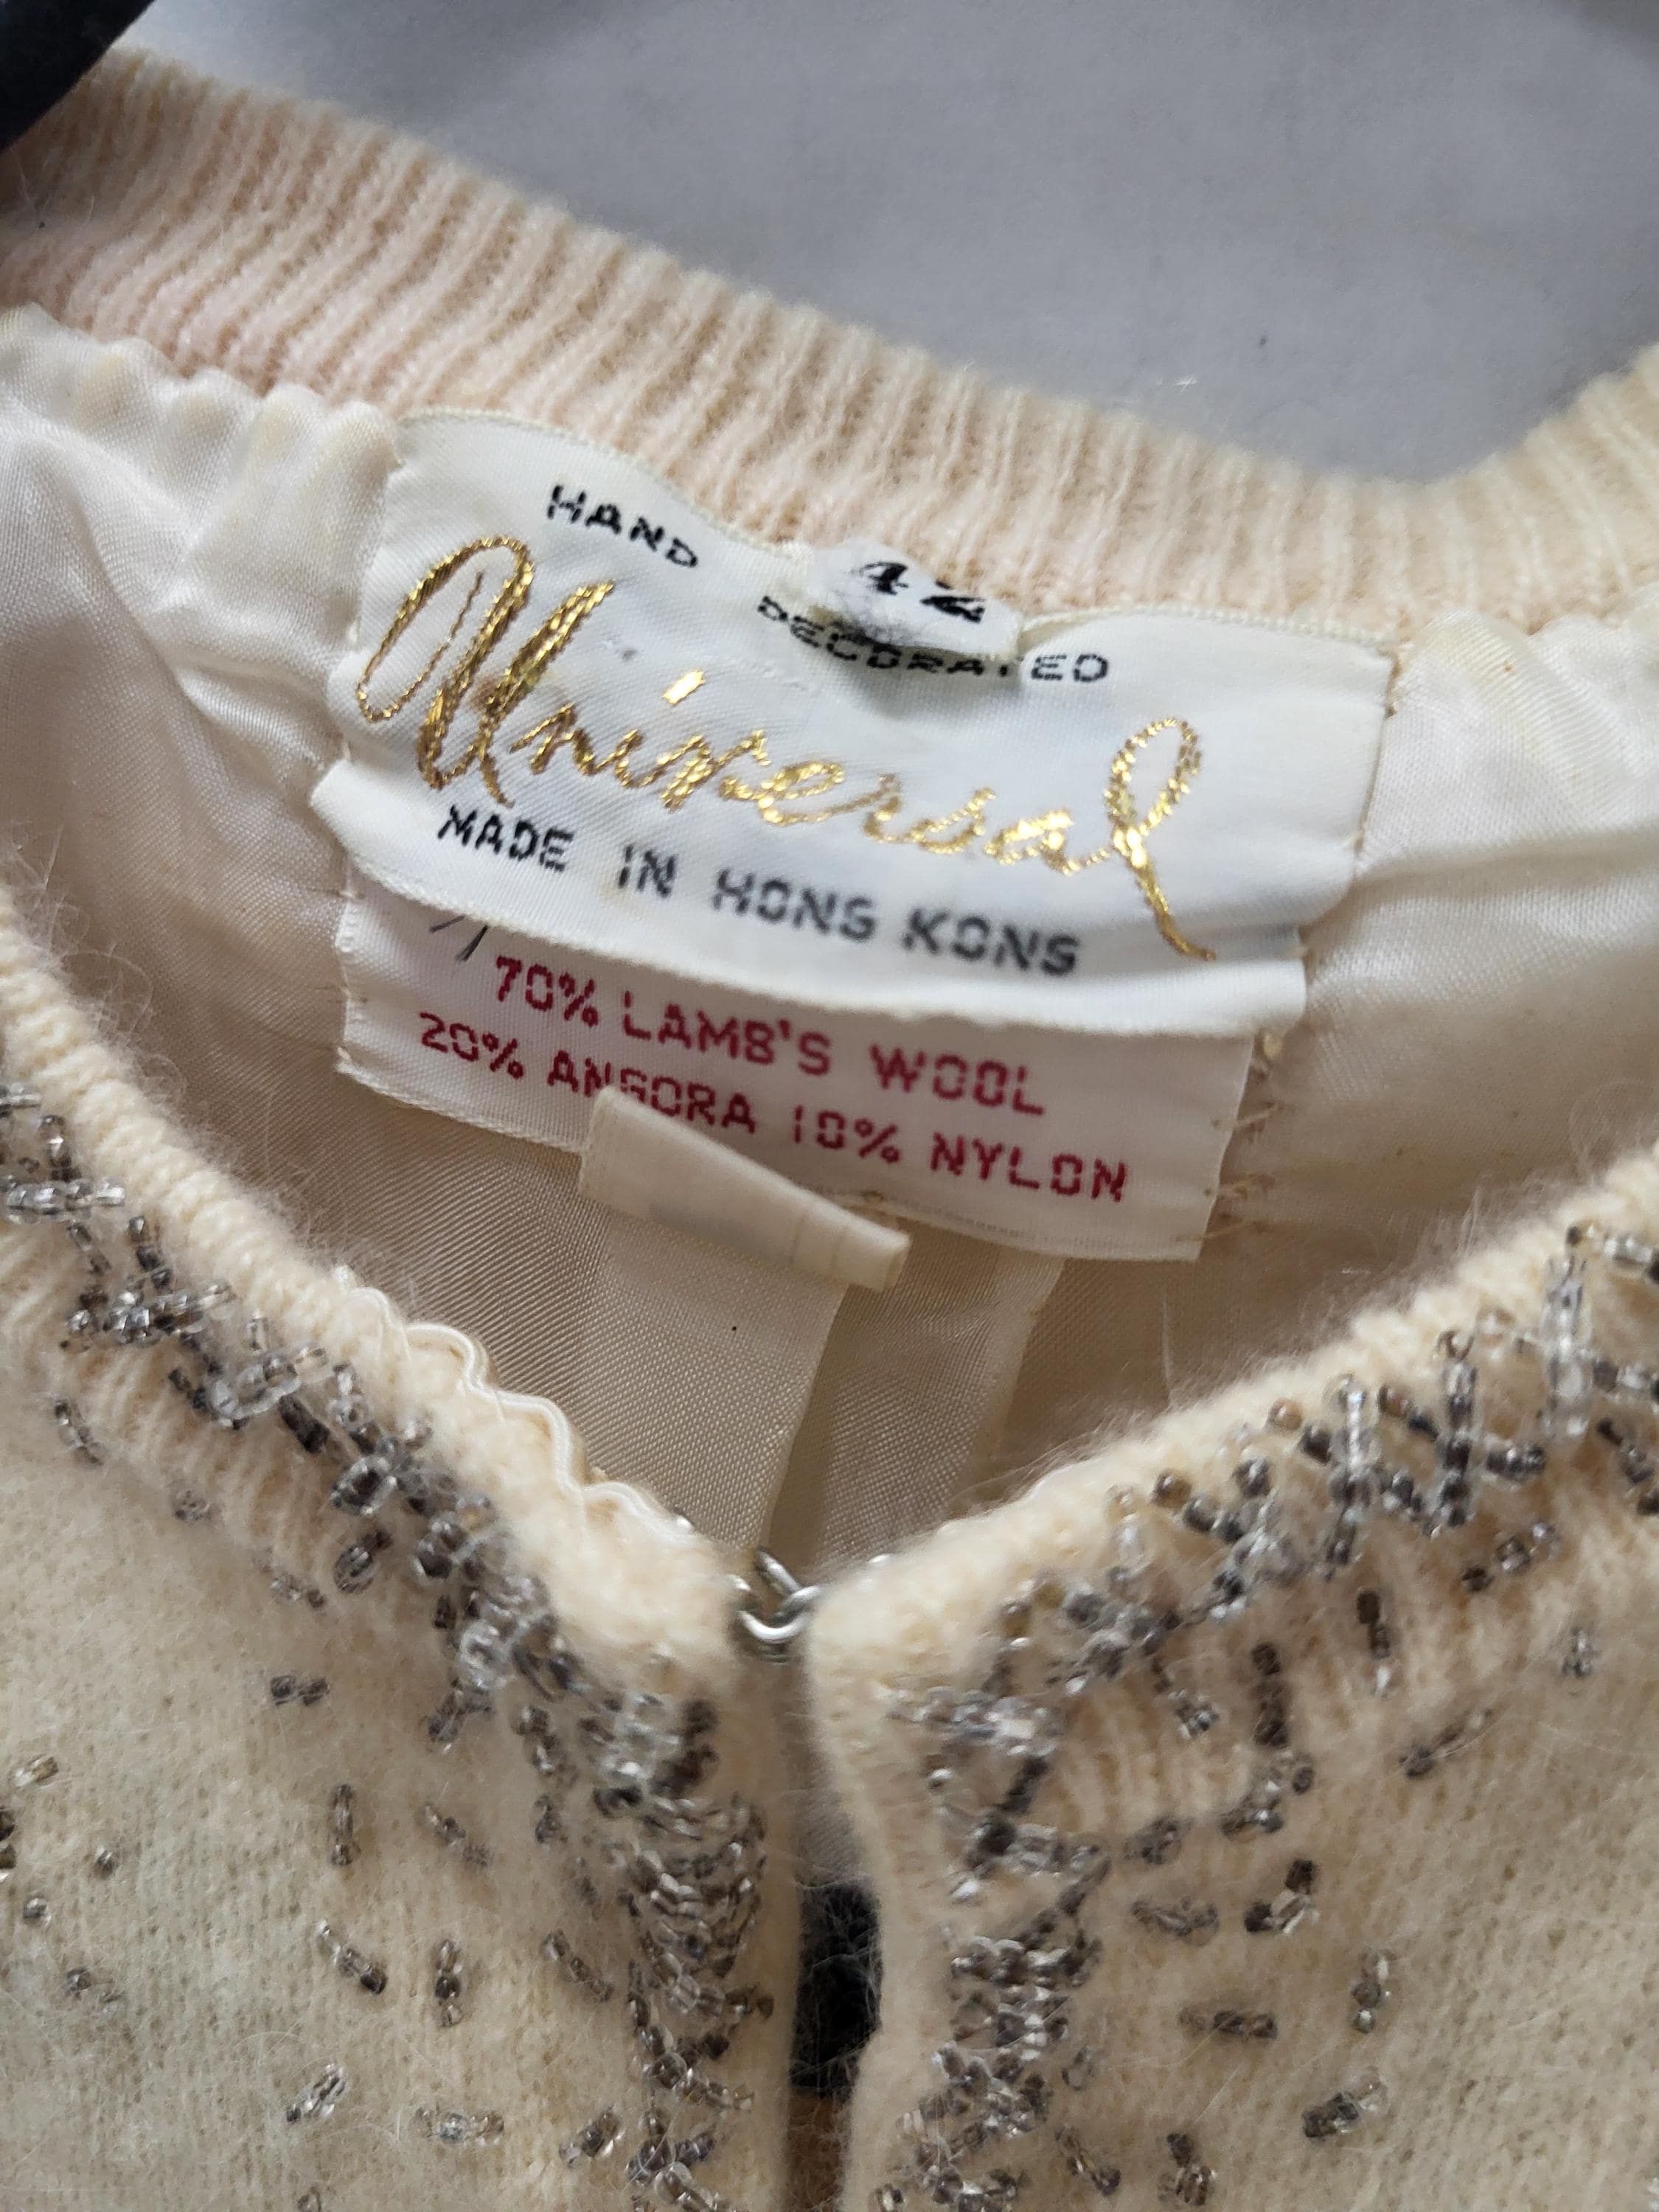 42
HAND DECORATED
Universal
MADE IN HONG KONG
70% LAMB'S WOOL
20% ANGORA 10% NYLON